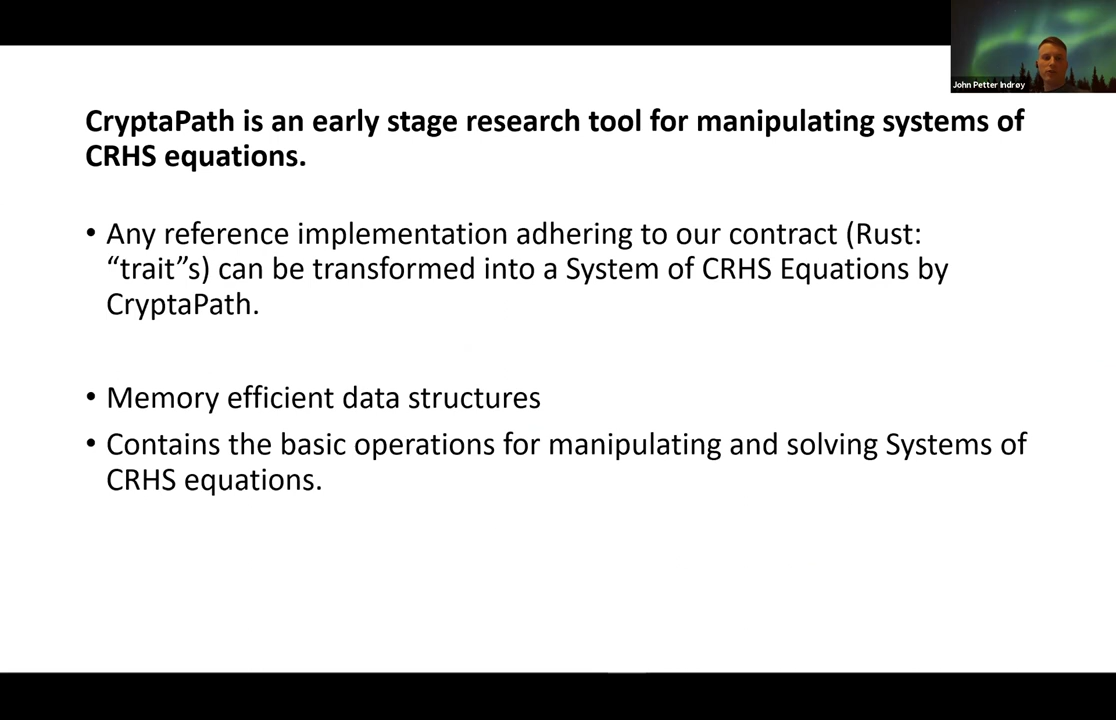 John Petter Indrøy
CryptaPath is an early stage research tool for manipulating systems of
CRHS equations.
• Any reference implementation adhering to our contract (Rust:
“trait”s) can be transformed into a System of CRHS Equations by
CryptaPath.
• Memory efficient data structures
• Contains the basic operations for manipulating and solving Systems of
CRHS equations.